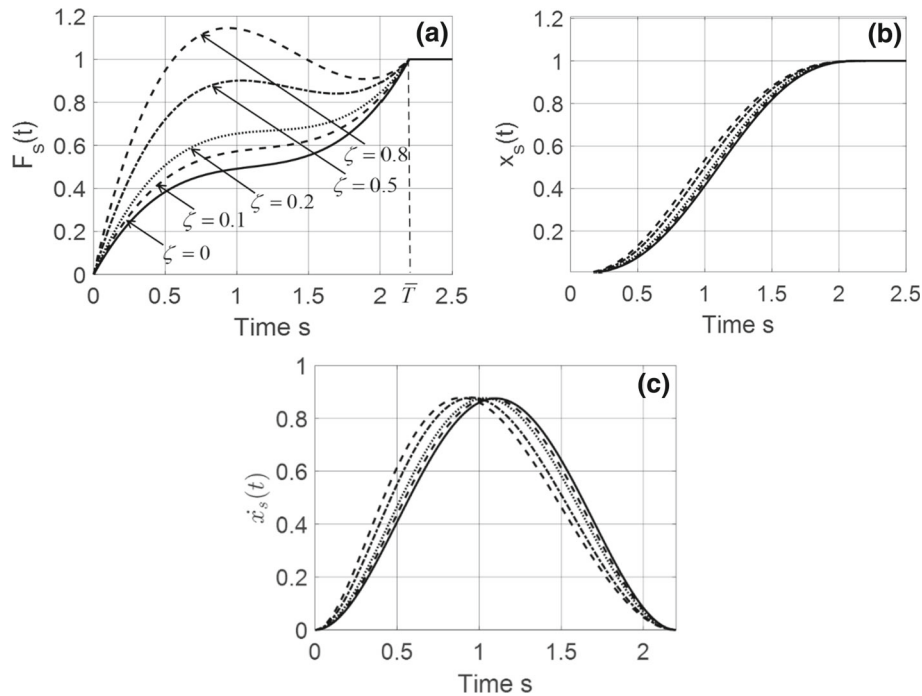 (a)
1.2
1
0.8
0.6
0.4
0.2
0
F_s(t)
ζ = 0.8
ζ = 0.5
ζ = 0.2
ζ = 0.1
ζ = 0
0 0.5 1 1.5 2 T̅ 2.5
Time s
(b)
1
0.8
0.6
0.4
0.2
x_s(t)
0 0.5 1 1.5 2 2.5
Time s
(c)
1
0.8
0.6
0.4
0.2
0
ẋ_s(t)
0 0.5 1 1.5 2
Time s